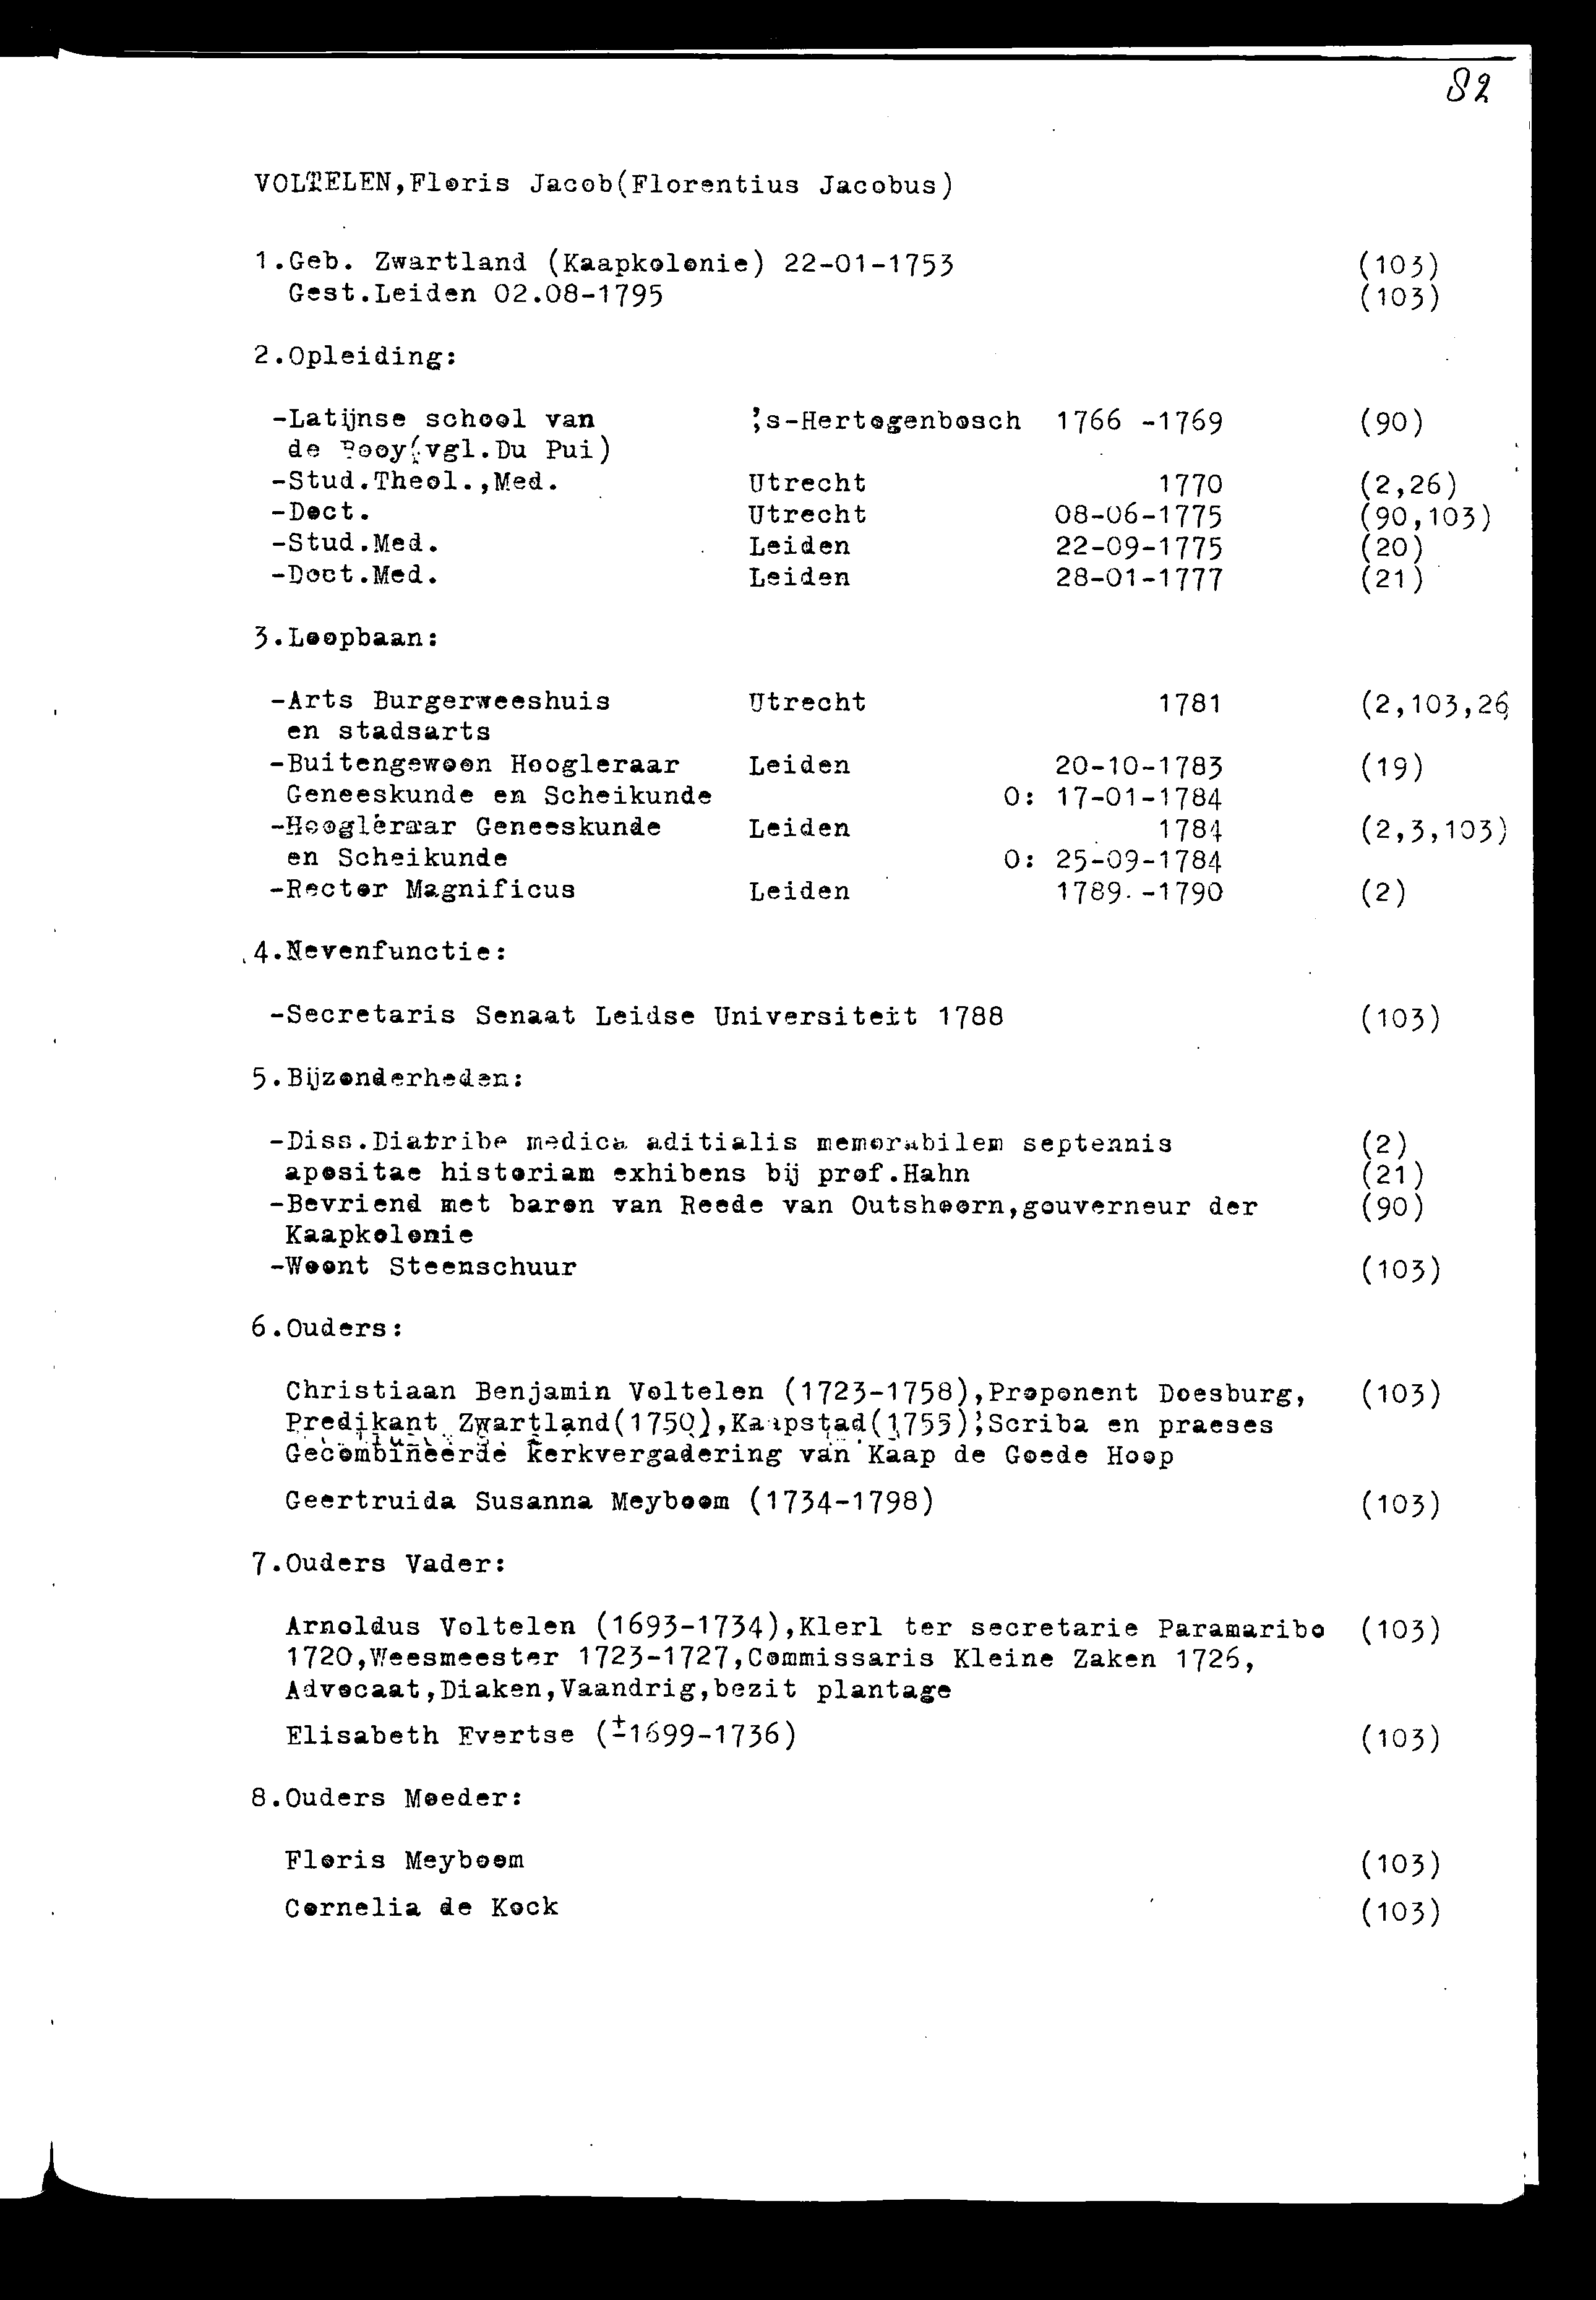 82
VOLTELEN,Floris Jacob(Florentius Jacobus)
1.Geb. Zwartland (Kaapkolonie) 22-01-1753 (103)
Gest.Leiden 02.08-1795 (103)
2.Opleiding:
-Latijnse school van 's-Hertogenbosch 1766 -1769 (90)
de Rooy(vgl.Du Pui)
-Stud.Theol.,Med. Utrecht 1770 (2,26)
-Doct. Utrecht 08-06-1775 (90,103)
-Stud.Med. Leiden 22-09-1775 (20)
-Doct.Med. Leiden 28-01-1777 (21)
3.Loopbaan:
-Arts Burgerweeshuis Utrecht 1781 (2,103,26
en stadsarts
-Buitengewoon Hoogleraar Leiden 20-10-1783 (19)
Geneeskunde en Scheikunde O: 17-01-1784
-Hoogleraar Geneeskunde Leiden 1784 (2,3,103)
en Scheikunde O: 25-09-1784
-Rector Magnificus Leiden 1789 -1790 (2)
4.Nevenfunctie:
-Secretaris Senaat Leidse Universiteit 1788 (103)
5.Bijzonderheden:
-Diss.Diatribe medica aditialis memorabilem septennis (2)
apositae historiam exhibens bij prof.Hahn (21)
-Bevriend met baron van Reede van Outshoorn,gouverneur der (90)
Kaapkolonie
-Woont Steenschuur (103)
6.Ouders:
Christiaan Benjamin Voltelen (1723-1758),Proponent Doesburg, (103)
Predikant Zwartland(1750),Kaapstad(1755);Scriba en praeses
Gecombineerde kerkvergadering van Kaap de Goede Hoop
Geertruida Susanna Meyboom (1734-1798) (103)
7.Ouders Vader:
Arnoldus Voltelen (1693-1734),Klerl ter secretarie Paramaribo (103)
1720,Weesmeester 1723-1727,Commissaris Kleine Zaken 1726,
Advocaat,Diaken,Vaandrig,bezit plantage
Elisabeth Evertse (±1699-1736) (103)
8.Ouders Moeder:
Floris Meyboom (103)
Cornelia de Kock (103)